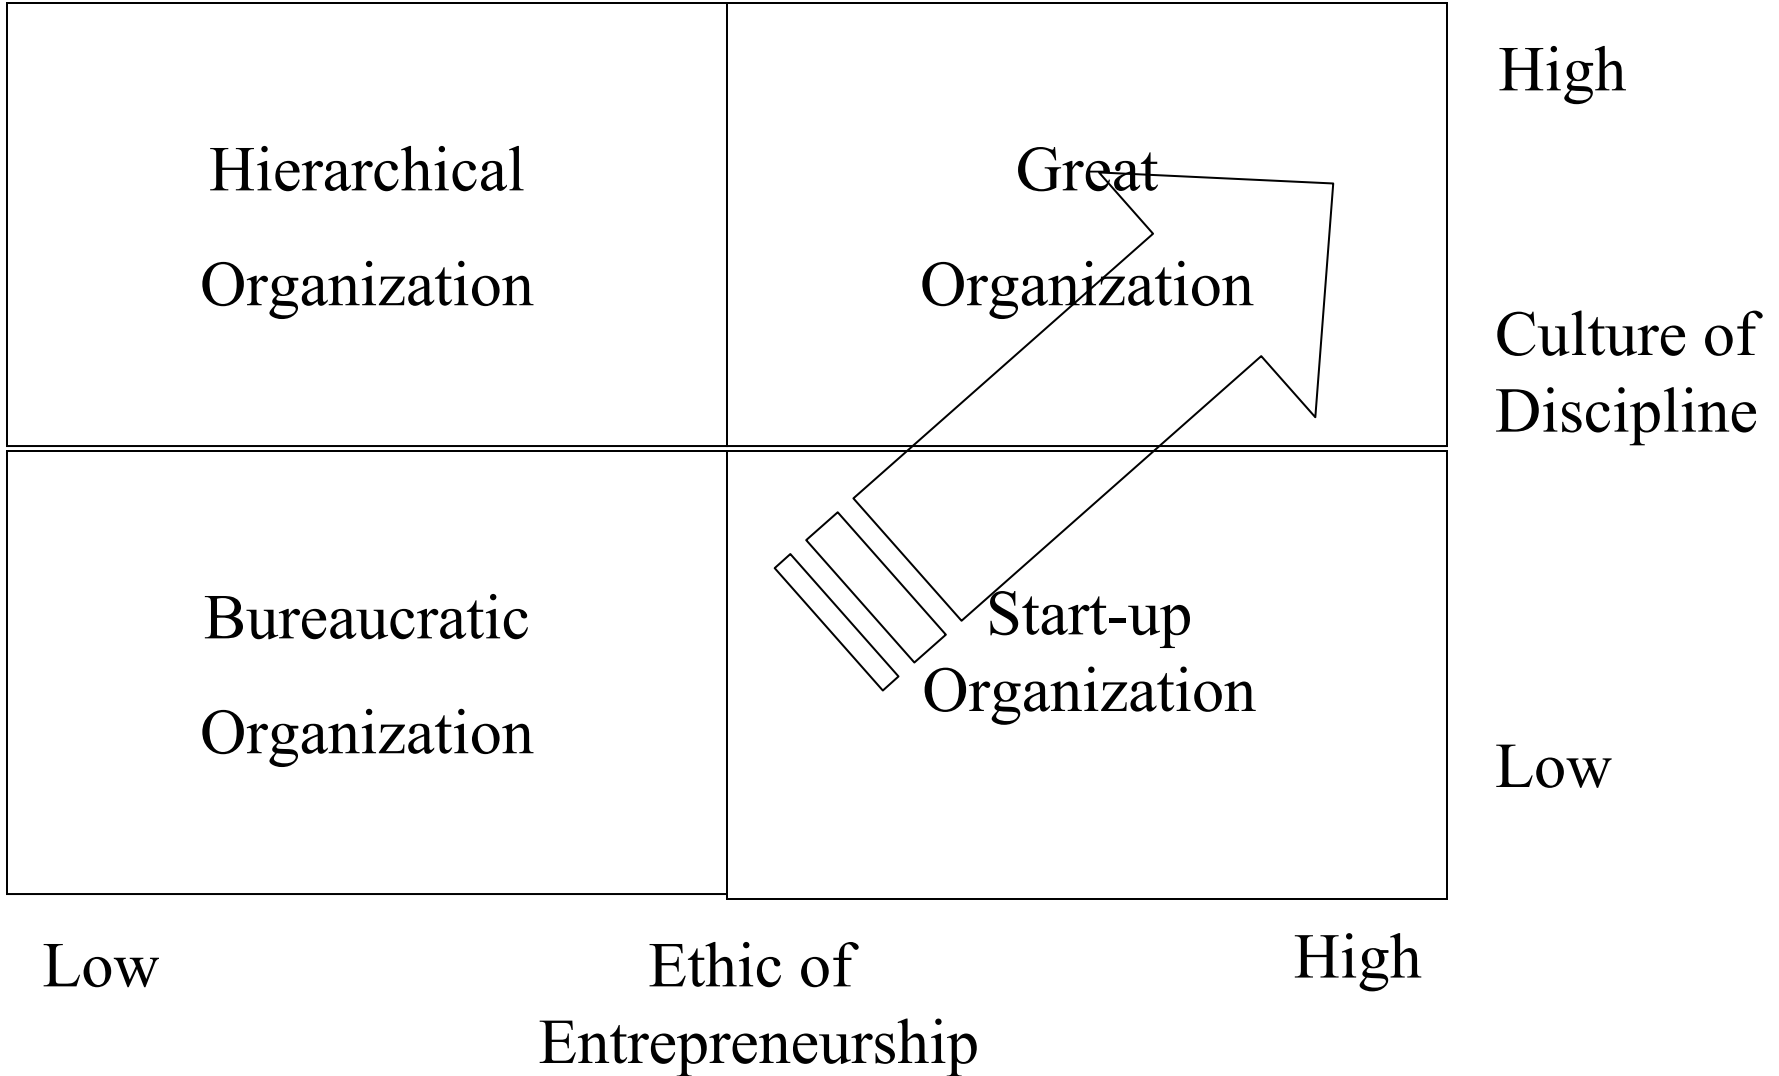 High
Hierarchical
Organization
Great
Organization
Culture of
Discipline
Bureaucratic
Organization
Start-up
Organization
Low
Low
Ethic of
Entrepreneurship
High